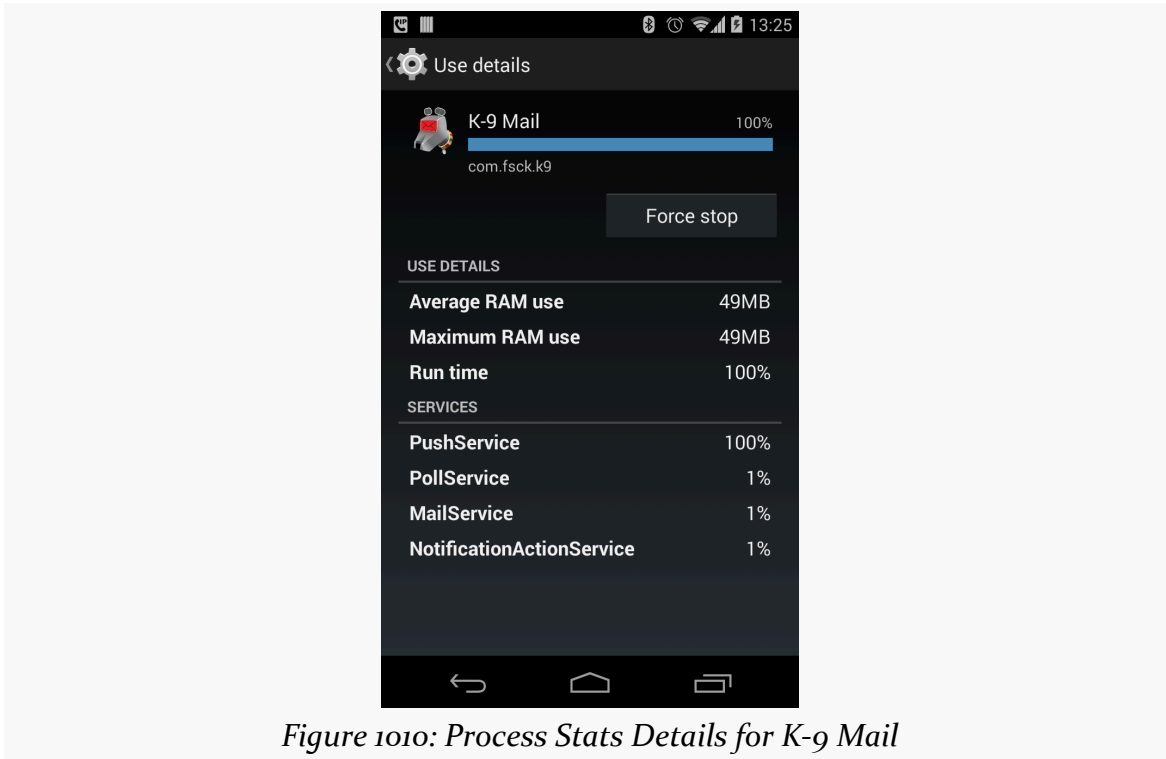 13:25
Use details
K-9 Mail 100%
com.fsck.k9
Force stop
USE DETAILS
Average RAM use 49MB
Maximum RAM use 49MB
Run time 100%
SERVICES
PushService 100%
PollService 1%
MailService 1%
NotificationActionService 1%
Figure 1010: Process Stats Details for K-9 Mail